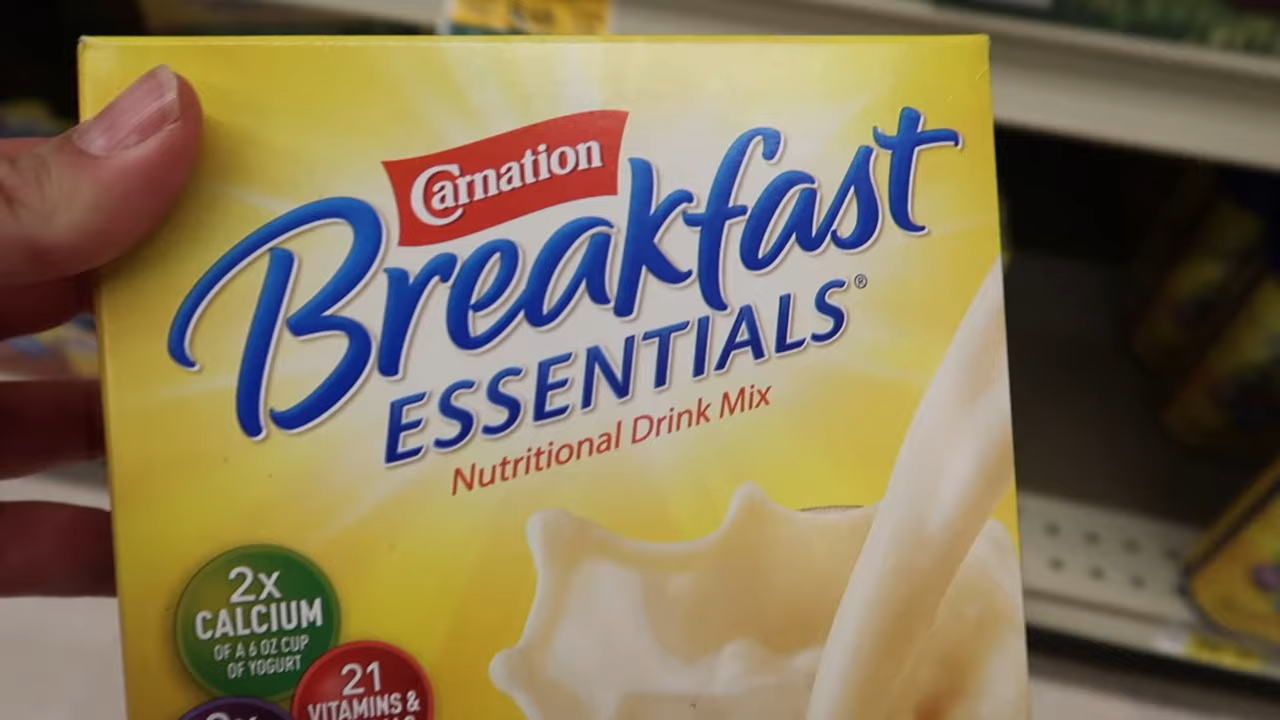 Carnation
Breakfast
ESSENTIALS®
Nutritional Drink Mix
2x
CALCIUM
OF A 6 OZ CUP
OF YOGURT
21
VITAMINS &